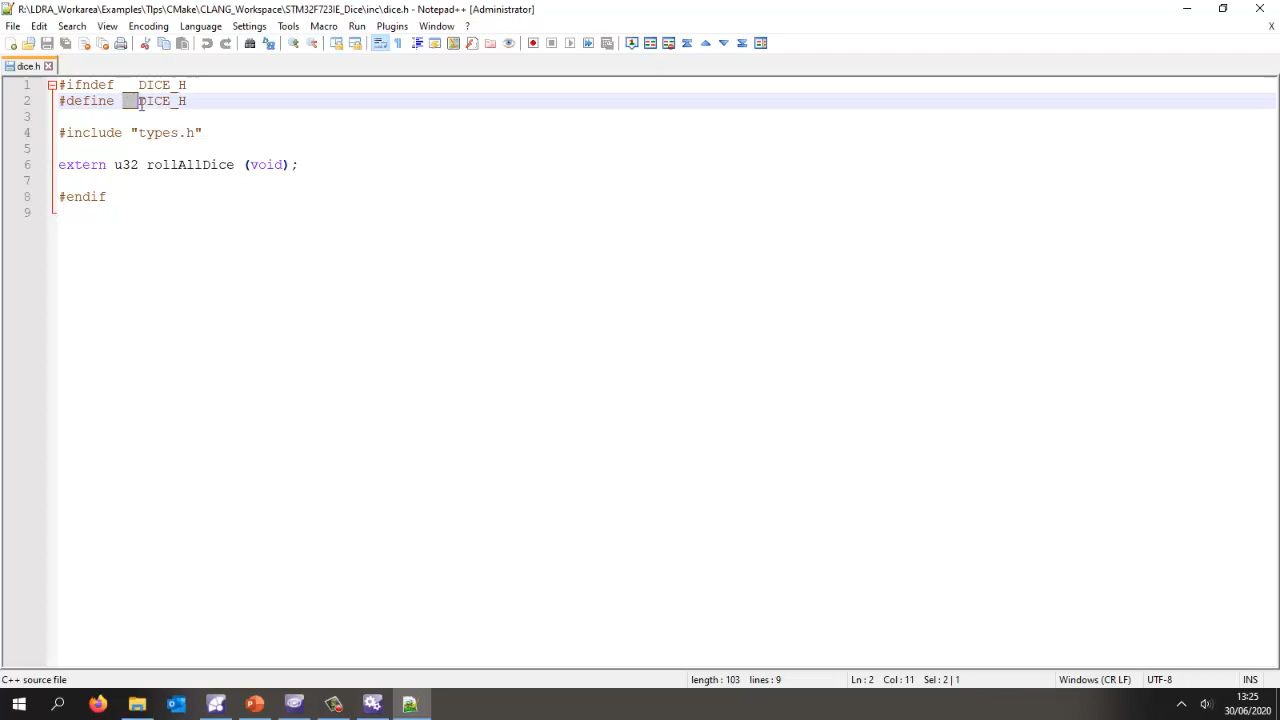 R:\LDRA_Workarea\Examples\TIps\CMake\CLANG_Workspace\STM32F723IE_Dice\inc\dice.h - Notepad++ [Administrator]
File Edit Search View Encoding Language Settings Tools Macro Run Plugins Window ? X
dice.h
1 #ifndef __DICE_H
2 #define __DICE_H
3
4 #include "types.h"
5
6 extern u32 rollAllDice (void);
7
8 #endif
9
C++ source file length : 103 lines : 9 Ln : 2 Col : 11 Sel : 2 | 1 Windows (CR LF) UTF-8 INS
13:25
30/06/2020